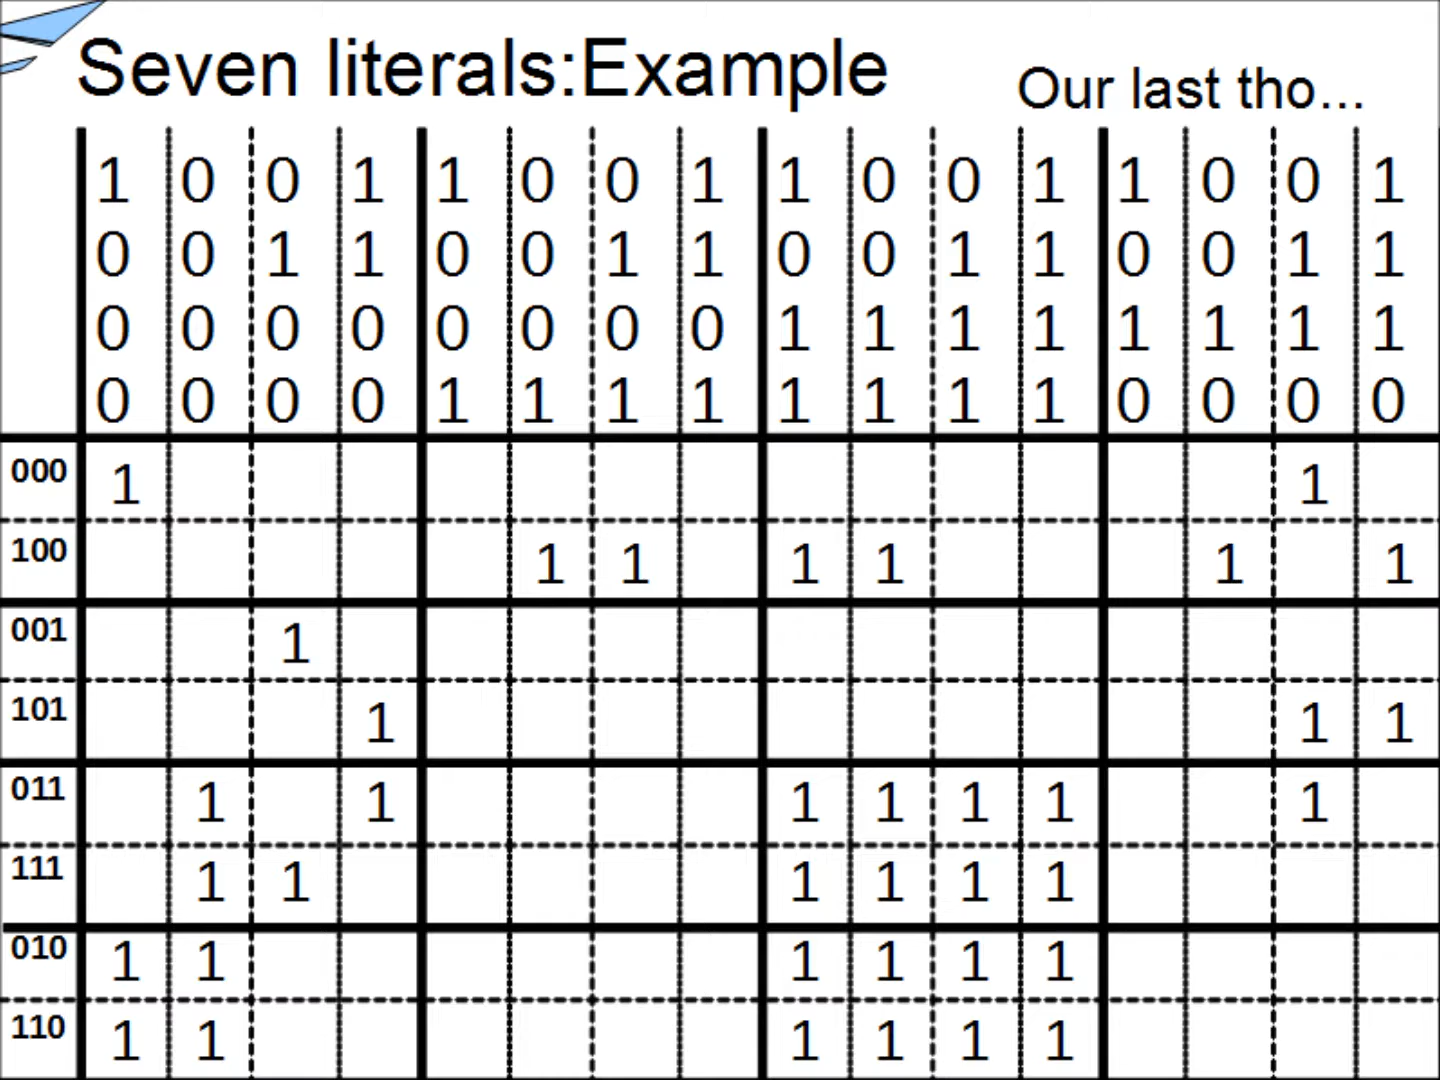 Seven literals:Example
Our last tho...
1 0 0 1 1 0 0 1 1 0 0 1 1 0 0 1
0 0 1 1 0 0 1 1 0 0 1 1 0 0 1 1
0 0 0 0 0 0 0 0 1 1 1 1 1 1 1 1
0 0 0 0 1 1 1 1 1 1 1 1 0 0 0 0
000 1 1
100 1 1 1 1 1 1
001 1
101 1 1 1
011 1 1 1 1 1 1 1
111 1 1 1 1 1 1
010 1 1 1 1 1 1
110 1 1 1 1 1 1